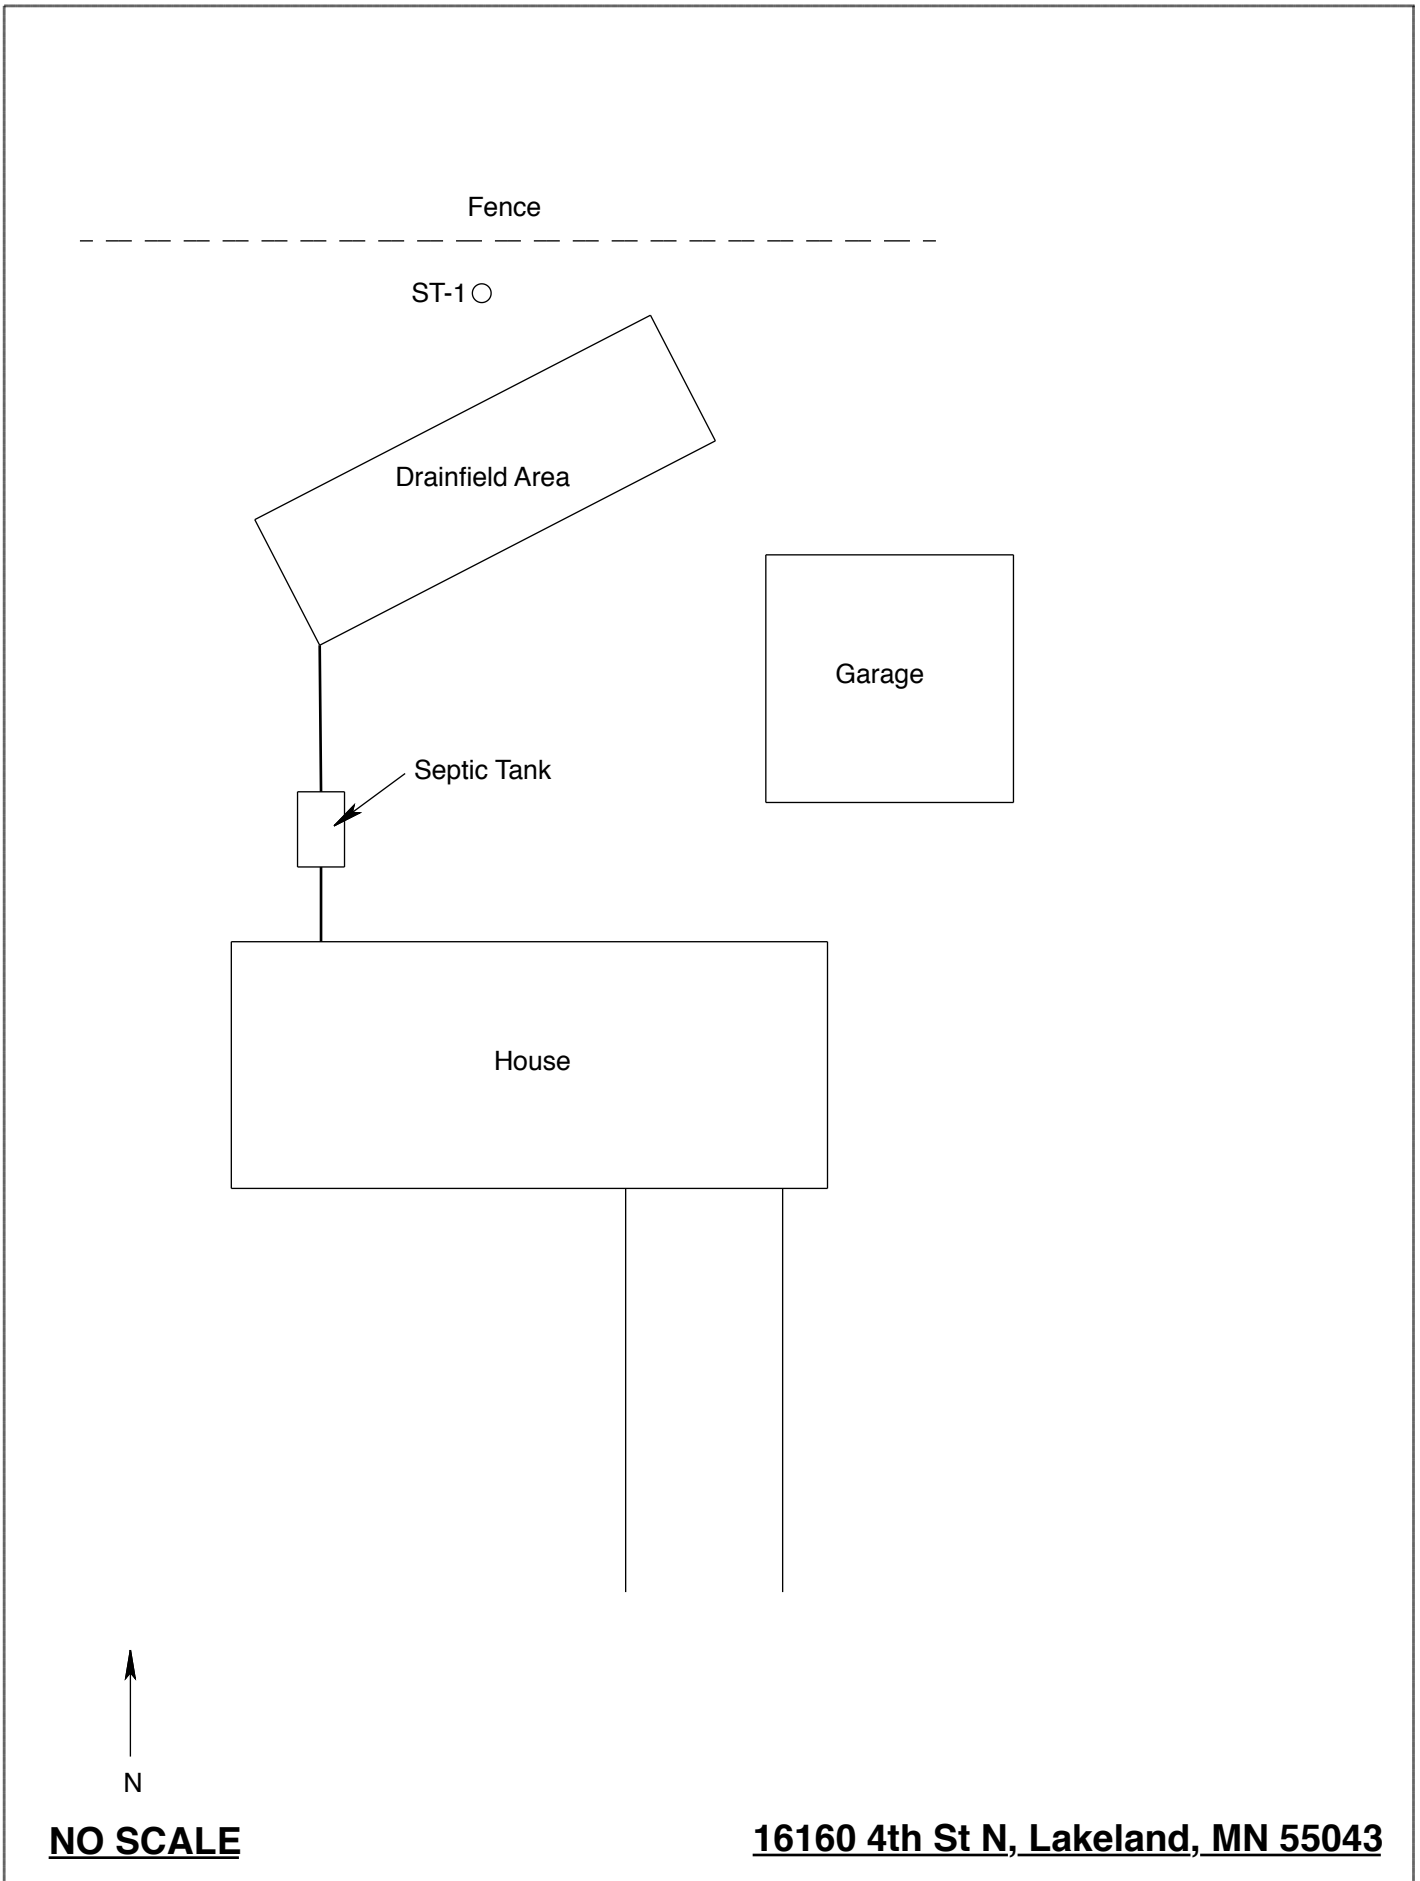 Fence
ST-1
Drainfield Area
Garage
Septic Tank
House
N
NO SCALE
16160 4th St N, Lakeland, MN 55043